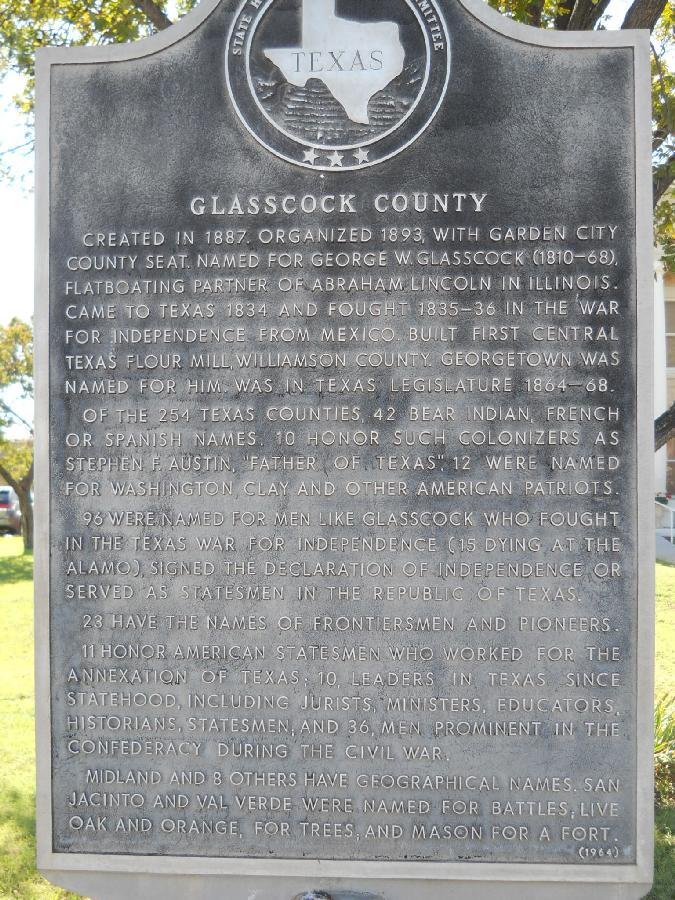 STATE H
MMITTEE
TEXAS
GLASSCOCK COUNTY
CREATED IN 1887. ORGANIZED 1893, WITH GARDEN CITY
COUNTY SEAT. NAMED FOR GEORGE W. GLASSCOCK (1810-68),
FLATBOATING PARTNER OF ABRAHAM LINCOLN IN ILLINOIS.
CAME TO TEXAS 1834 AND FOUGHT 1835-36 IN THE WAR
FOR INDEPENDENCE FROM MEXICO. BUILT FIRST CENTRAL
TEXAS FLOUR MILL, WILLIAMSON COUNTY. GEORGETOWN WAS
NAMED FOR HIM. WAS IN TEXAS LEGISLATURE 1864-68.
OF THE 254 TEXAS COUNTIES, 42 BEAR INDIAN, FRENCH
OR SPANISH NAMES. 10 HONOR SUCH COLONIZERS AS
STEPHEN F. AUSTIN, "FATHER OF TEXAS", 12 WERE NAMED
FOR WASHINGTON, CLAY AND OTHER AMERICAN PATRIOTS.
96 WERE NAMED FOR MEN LIKE GLASSCOCK WHO FOUGHT
IN THE TEXAS WAR FOR INDEPENDENCE (15 DYING AT THE
ALAMO), SIGNED THE DECLARATION OF INDEPENDENCE, OR
SERVED AS STATESMEN IN THE REPUBLIC OF TEXAS.
23 HAVE THE NAMES OF FRONTIERSMEN AND PIONEERS.
11 HONOR AMERICAN STATESMEN WHO WORKED FOR THE
ANNEXATION OF TEXAS; 10, LEADERS IN TEXAS SINCE
STATEHOOD, INCLUDING JURISTS, MINISTERS, EDUCATORS,
HISTORIANS, STATESMEN, AND 36, MEN PROMINENT IN THE
CONFEDERACY DURING THE CIVIL WAR.
MIDLAND AND 8 OTHERS HAVE GEOGRAPHICAL NAMES. SAN
JACINTO AND VAL VERDE WERE NAMED FOR BATTLES; LIVE
OAK AND ORANGE, FOR TREES; AND MASON FOR A FORT.
(1964)